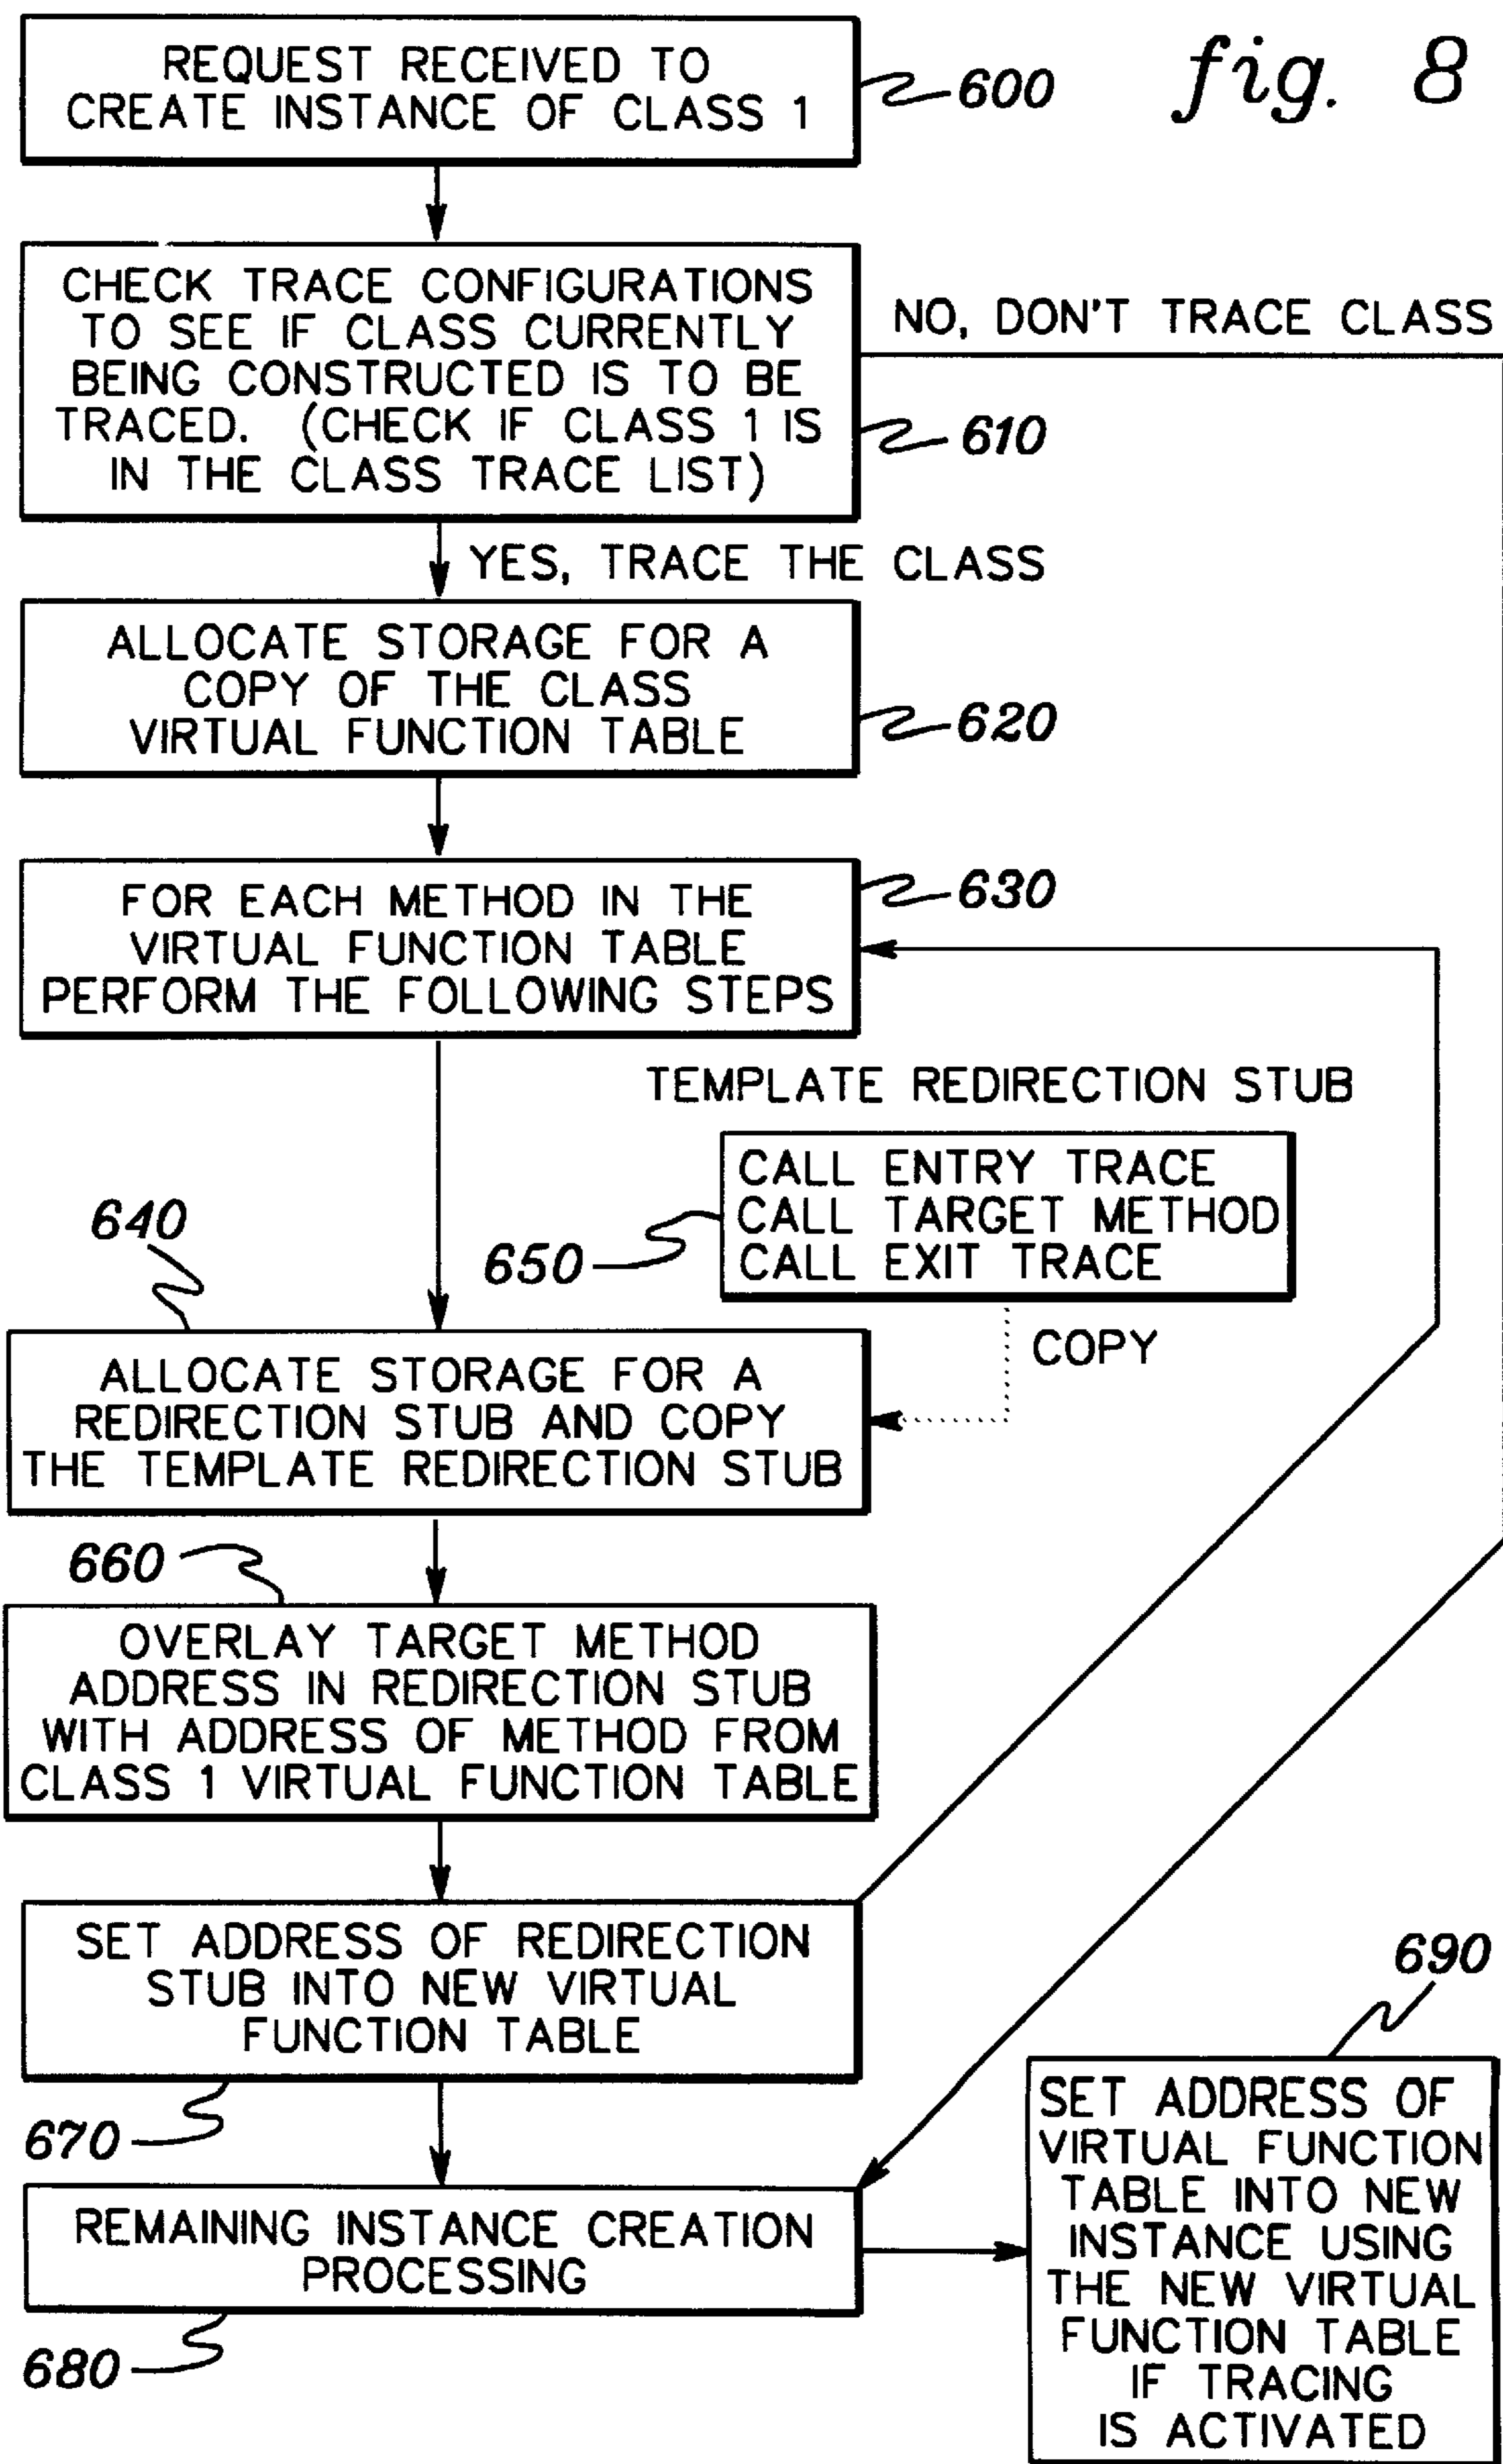 fig. 8
REQUEST RECEIVED TO
CREATE INSTANCE OF CLASS 1
600
CHECK TRACE CONFIGURATIONS
TO SEE IF CLASS CURRENTLY
BEING CONSTRUCTED IS TO BE
TRACED. (CHECK IF CLASS 1 IS
IN THE CLASS TRACE LIST)
610
NO, DON'T TRACE CLASS
YES, TRACE THE CLASS
ALLOCATE STORAGE FOR A
COPY OF THE CLASS
VIRTUAL FUNCTION TABLE
620
FOR EACH METHOD IN THE
VIRTUAL FUNCTION TABLE
PERFORM THE FOLLOWING STEPS
630
TEMPLATE REDIRECTION STUB
CALL ENTRY TRACE
CALL TARGET METHOD
CALL EXIT TRACE
650
COPY
640
ALLOCATE STORAGE FOR A
REDIRECTION STUB AND COPY
THE TEMPLATE REDIRECTION STUB
660
OVERLAY TARGET METHOD
ADDRESS IN REDIRECTION STUB
WITH ADDRESS OF METHOD FROM
CLASS 1 VIRTUAL FUNCTION TABLE
SET ADDRESS OF REDIRECTION
STUB INTO NEW VIRTUAL
FUNCTION TABLE
670
REMAINING INSTANCE CREATION
PROCESSING
680
690
SET ADDRESS OF
VIRTUAL FUNCTION
TABLE INTO NEW
INSTANCE USING
THE NEW VIRTUAL
FUNCTION TABLE
IF TRACING
IS ACTIVATED